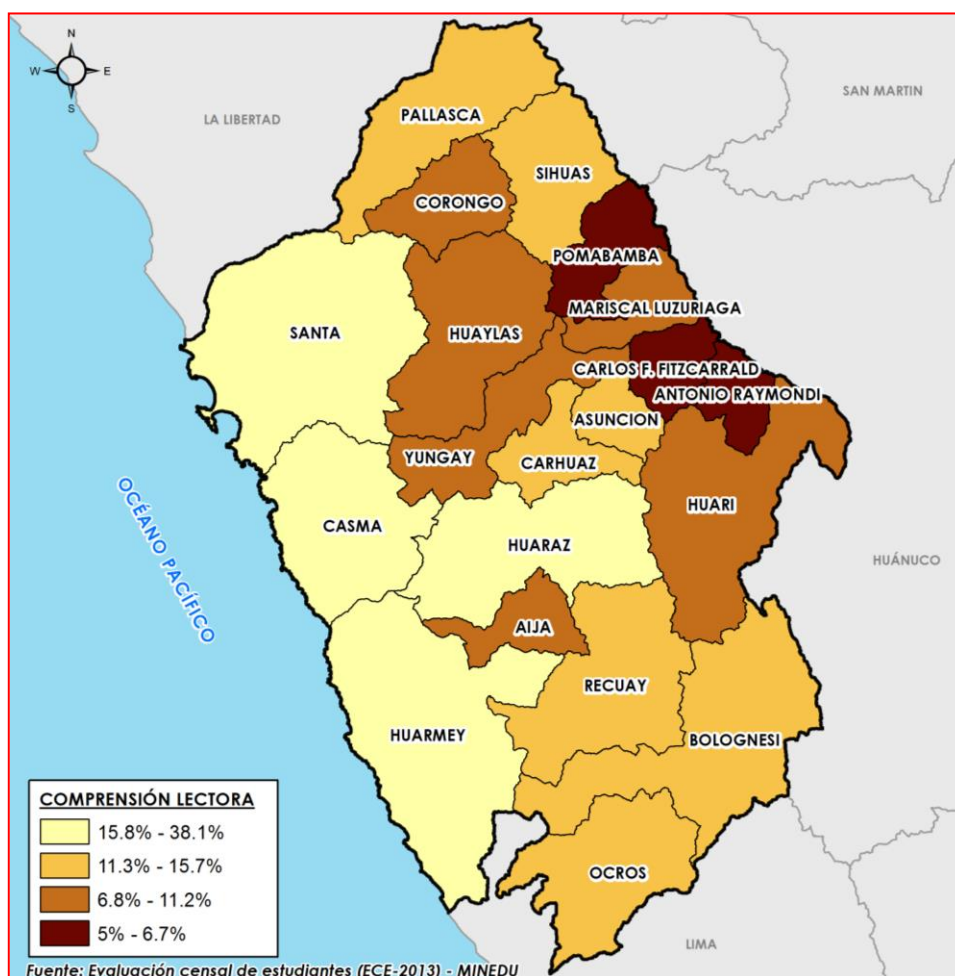 N
W
E
S
SAN MARTIN
LA LIBERTAD
PALLASCA
SIHUAS
CORONGO
POMABAMBA
MARISCAL LUZURIAGA
SANTA
HUAYLAS
CARLOS F. FITZCARRALD
ANTONIO RAYMONDI
ASUNCION
YUNGAY
CARHUAZ
HUARI
CASMA
HUARAZ
OCÉANO PACÍFICO
HUÁNUCO
AIJA
RECUAY
HUARMEY
BOLOGNESI
OCROS
LIMA
COMPRENSIÓN LECTORA
15.8% - 38.1%
11.3% - 15.7%
6.8% - 11.2%
5% - 6.7%
Fuente: Evaluación censal de estudiantes (ECE-2013) - MINEDU